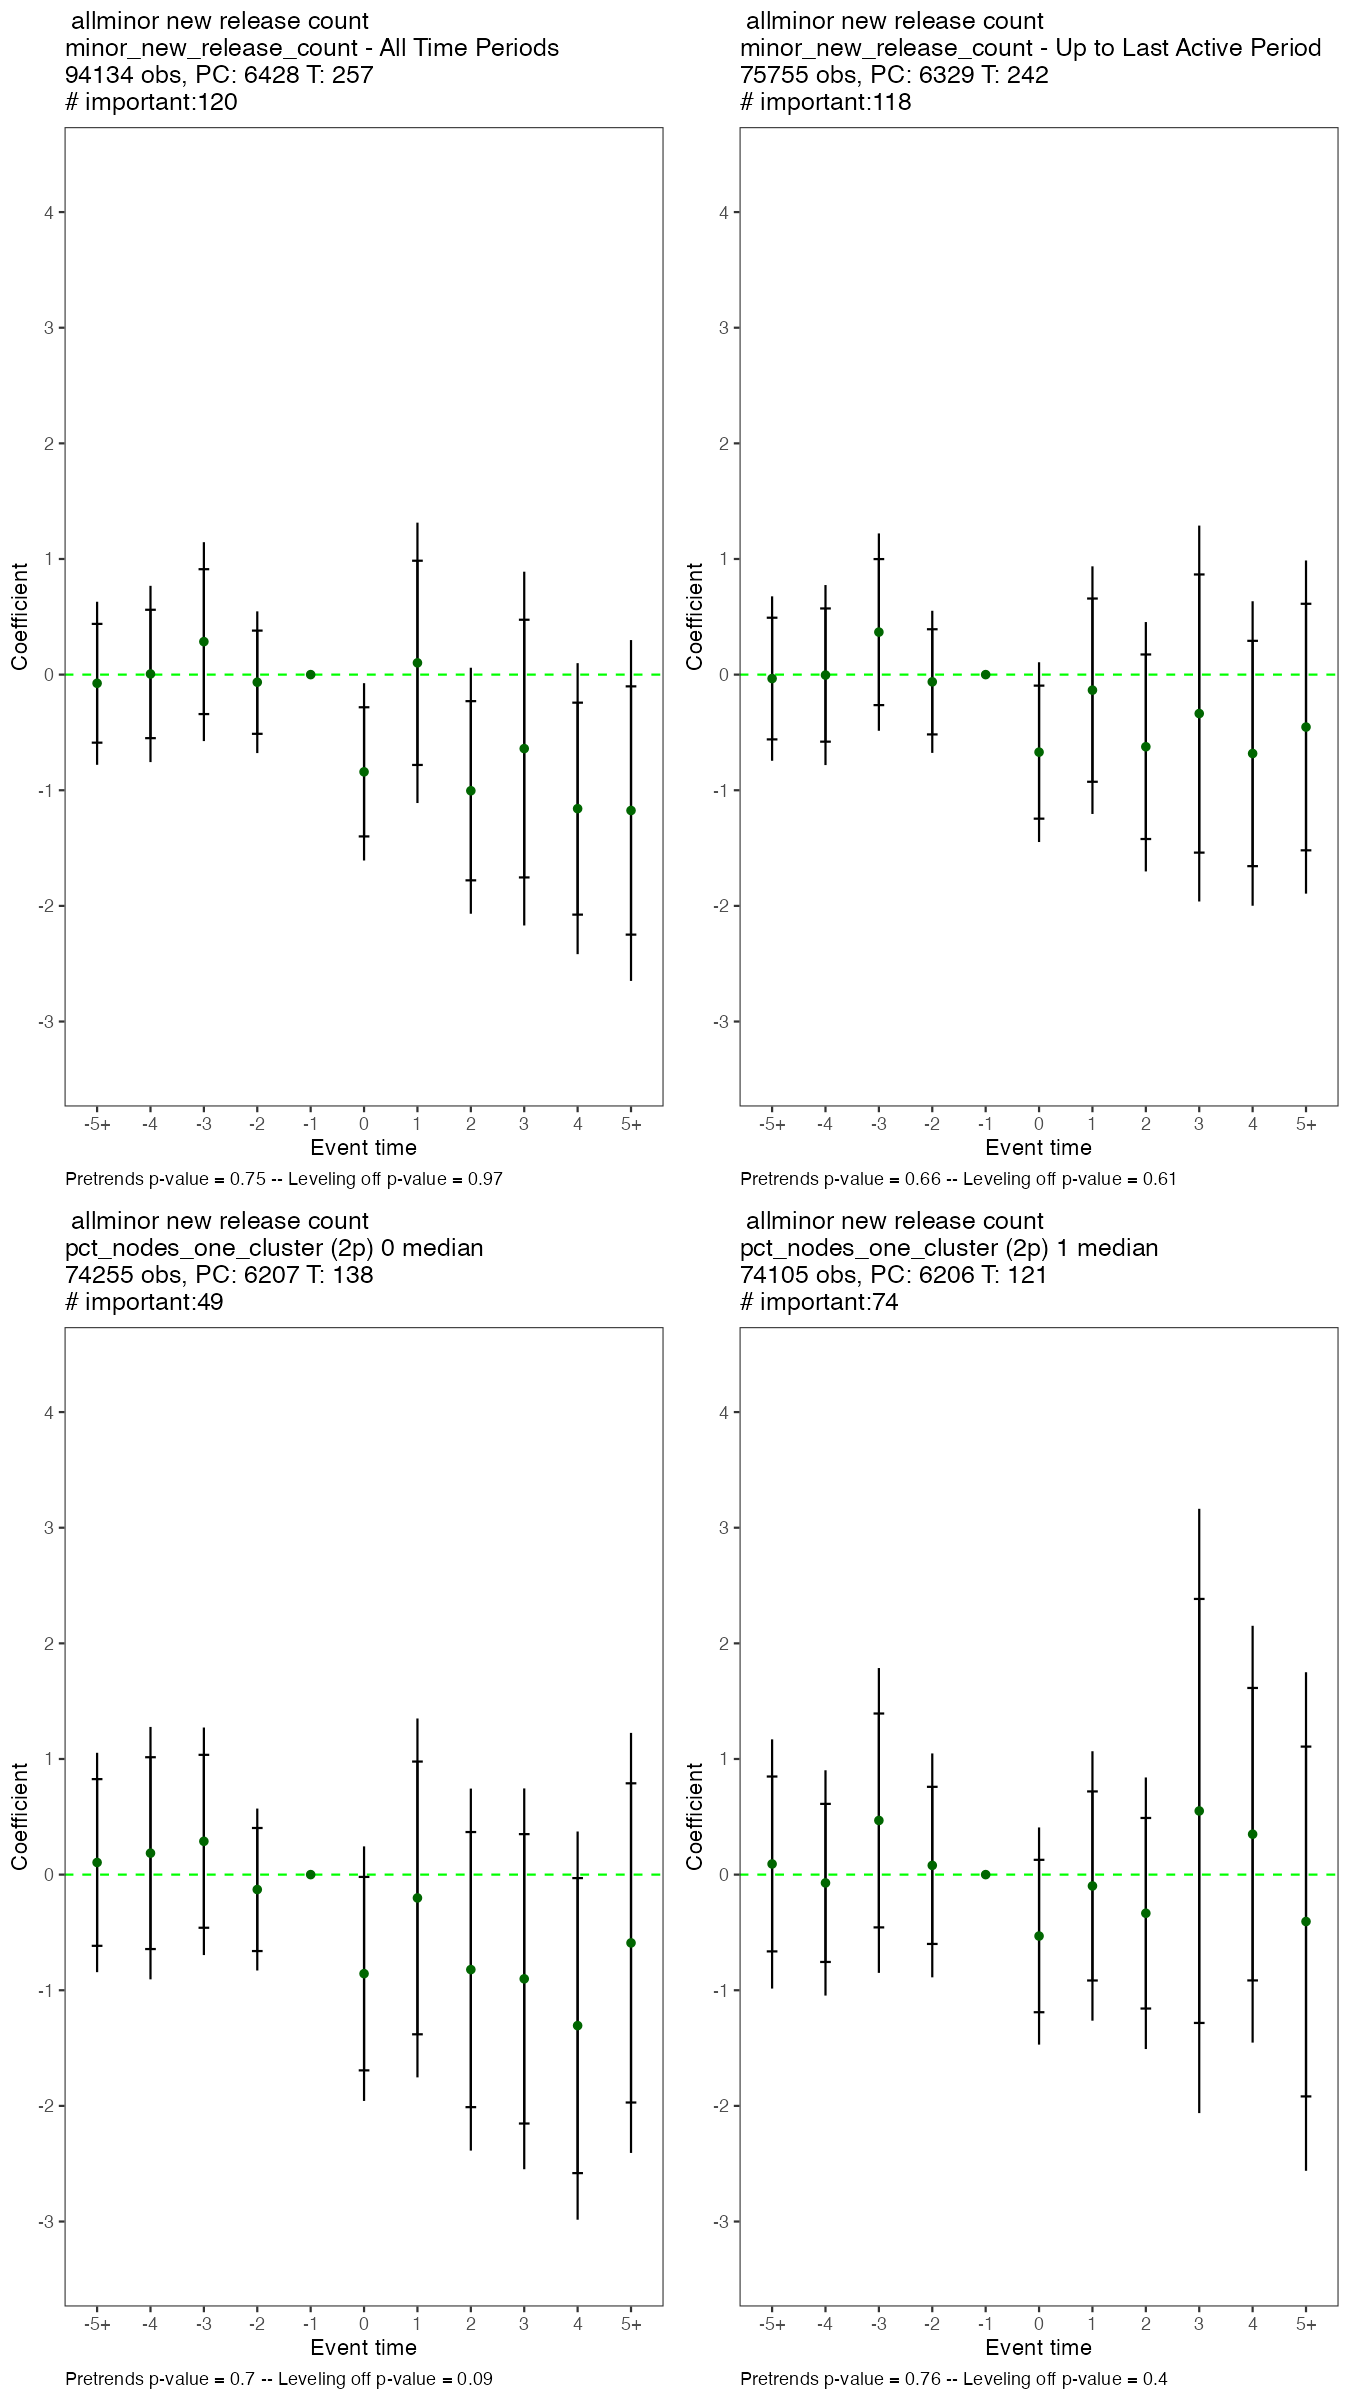 allminor new release count
minor_new_release_count - All Time Periods
94134 obs, PC: 6428 T: 257
# important:120
4
3
2
1
0
-1
-2
-3
Coefficient
-5+ -4 -3 -2 -1 0 1 2 3 4 5+
Event time
Pretrends p-value = 0.75 -- Leveling off p-value = 0.97
allminor new release count
minor_new_release_count - Up to Last Active Period
75755 obs, PC: 6329 T: 242
# important:118
4
3
2
1
0
-1
-2
-3
Coefficient
-5+ -4 -3 -2 -1 0 1 2 3 4 5+
Event time
Pretrends p-value = 0.66 -- Leveling off p-value = 0.61
allminor new release count
pct_nodes_one_cluster (2p) 0 median
74255 obs, PC: 6207 T: 138
# important:49
4
3
2
1
0
-1
-2
-3
Coefficient
-5+ -4 -3 -2 -1 0 1 2 3 4 5+
Event time
Pretrends p-value = 0.7 -- Leveling off p-value = 0.09
allminor new release count
pct_nodes_one_cluster (2p) 1 median
74105 obs, PC: 6206 T: 121
# important:74
4
3
2
1
0
-1
-2
-3
Coefficient
-5+ -4 -3 -2 -1 0 1 2 3 4 5+
Event time
Pretrends p-value = 0.76 -- Leveling off p-value = 0.4